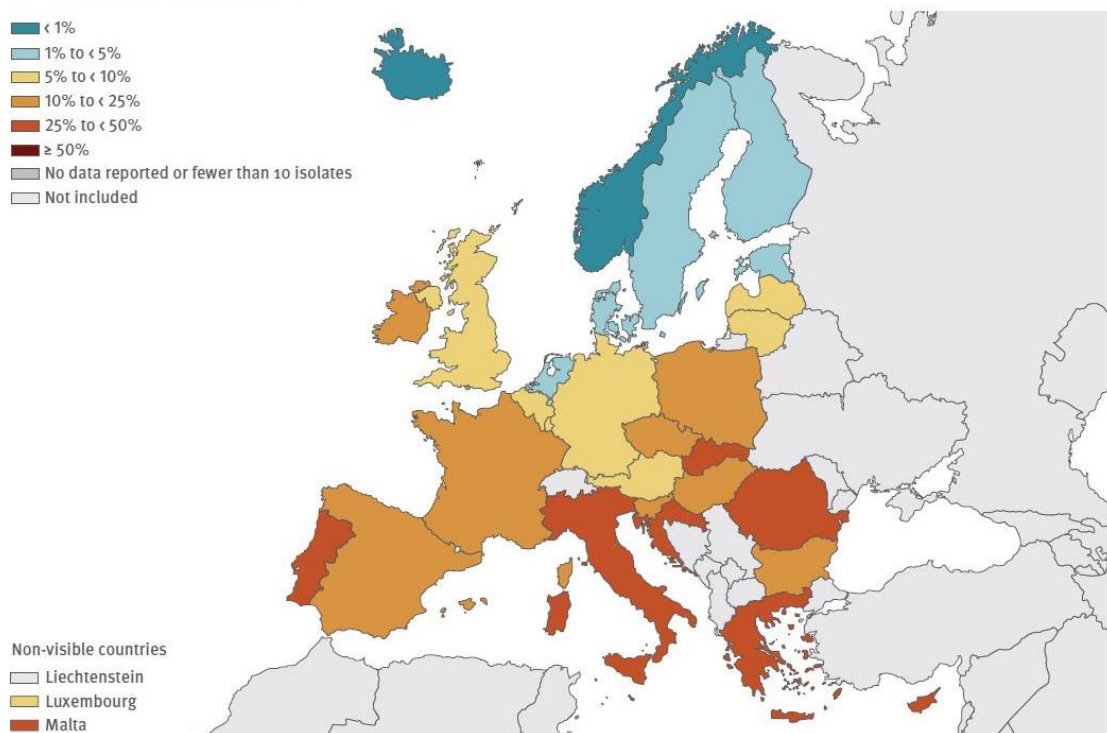 < 1%
1% to < 5%
5% to < 10%
10% to < 25%
25% to < 50%
≥ 50%
No data reported or fewer than 10 isolates
Not included
Non-visible countries
Liechtenstein
Luxembourg
Malta